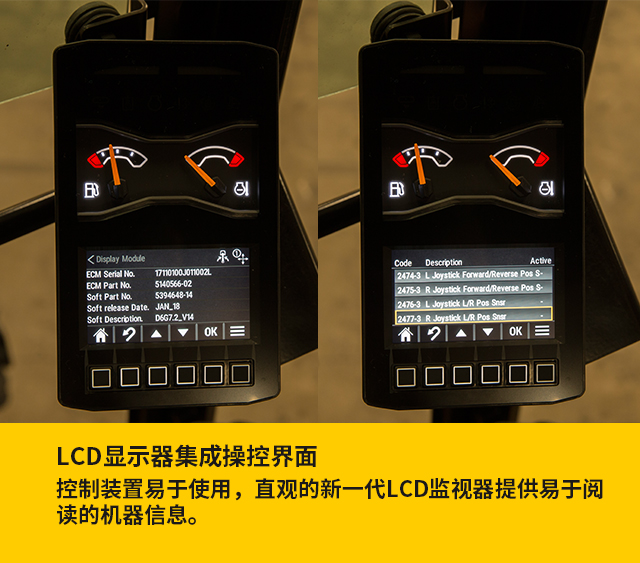 Display Module
ECM Serial No. 17110100J011002L
ECM Part No. 5140566-02
Soft Part No. 5394648-14
Soft release Date. JAN_18
Soft Description. D6G7.2_V14
OK
Code Description Active
2474-3 L Joystick Forward/Reverse Pos S-
2475-3 R Joystick Forward/Reverse Pos S-
2476-3 L Joystick L/R Pos Snsr -
2477-3 R Joystick L/R Pos Snsr -
OK
LCD显示器集成操控界面
控制装置易于使用，直观的新一代LCD监视器提供易于阅
读的机器信息。